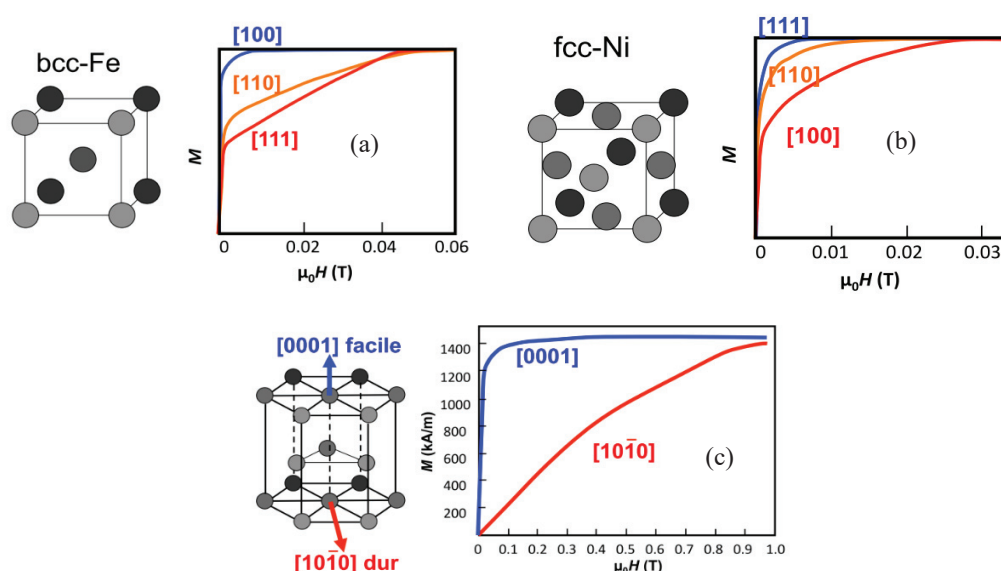 bcc-Fe
[100]
[110]
[111]
(a)
M
0 0.02 0.04 0.06
μ₀H (T)
fcc-Ni
[111]
[110]
[100]
(b)
M
0 0.01 0.02 0.03
μ₀H (T)
[0001] facile
[101̄0] dur
M (kA/m)
1400
1200
1000
800
600
400
200
[0001]
[101̄0]
(c)
0 0.1 0.2 0.3 0.4 0.5 0.6 0.7 0.8 0.9 1.0
μ₀H (T)